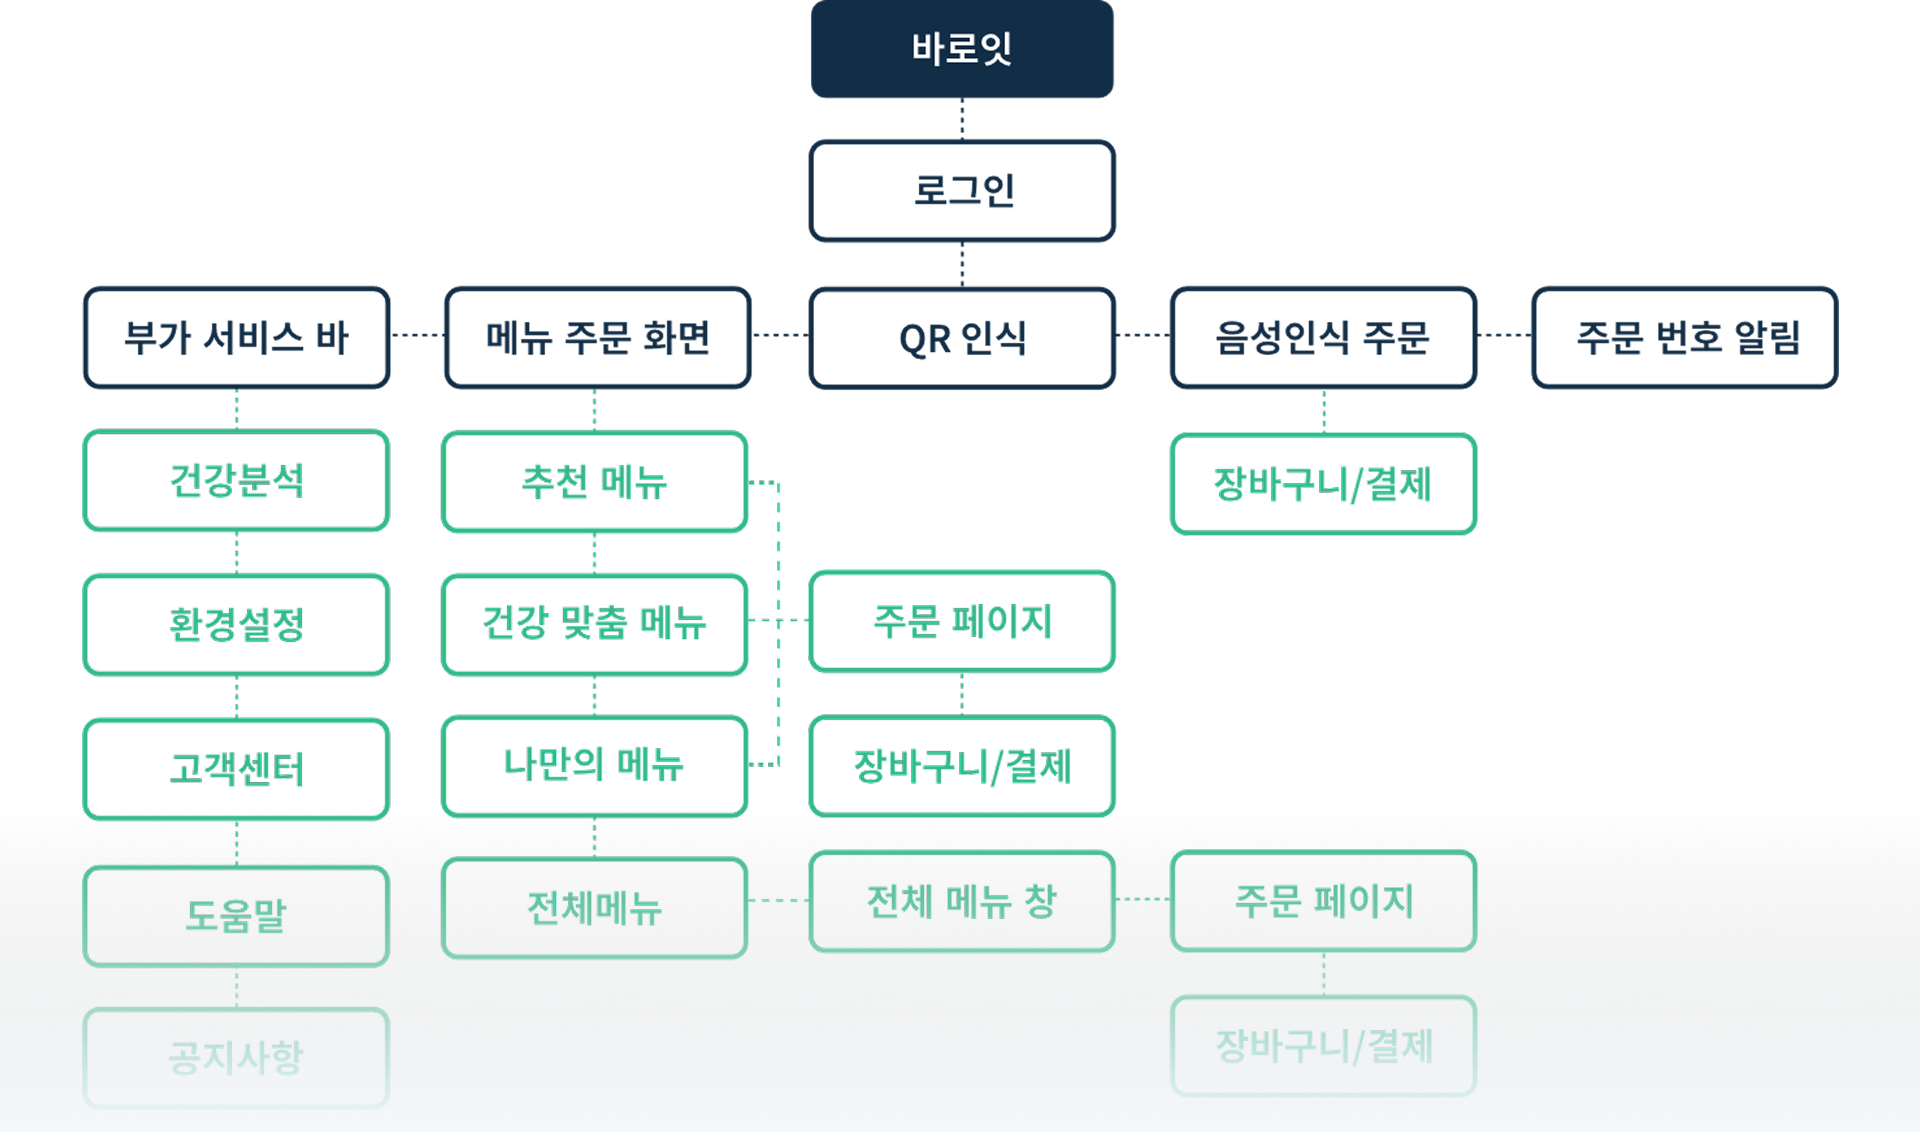 바로잇
로그인
부가 서비스 바
메뉴 주문 화면
QR 인식
음성인식 주문
주문 번호 알림
건강분석
추천 메뉴
장바구니/결제
환경설정
건강 맞춤 메뉴
주문 페이지
고객센터
나만의 메뉴
장바구니/결제
도움말
전체메뉴
전체 메뉴 창
주문 페이지
공지사항
장바구니/결제